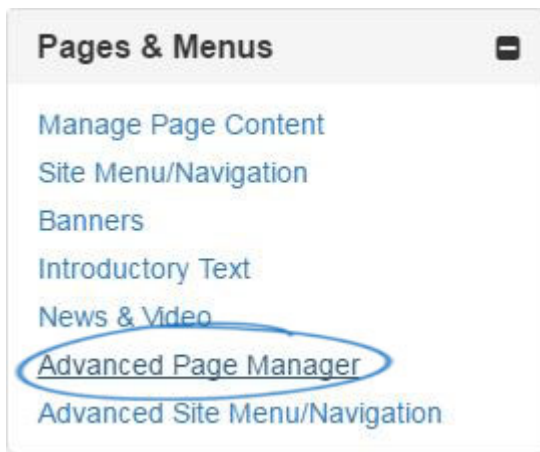 Pages & Menus
Manage Page Content
Site Menu/Navigation
Banners
Introductory Text
News & Video
Advanced Page Manager
Advanced Site Menu/Navigation